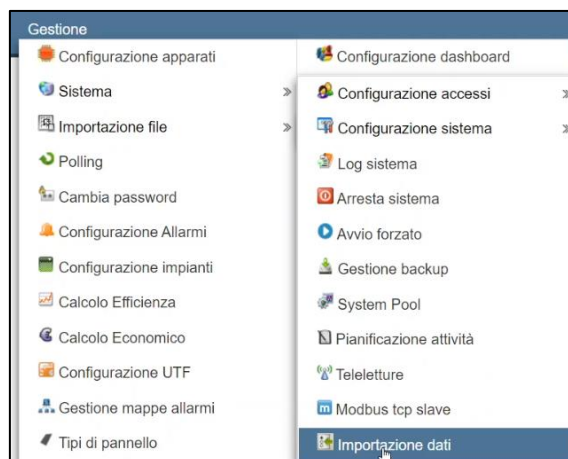 Gestione
Configurazione apparati
Sistema
Importazione file
Polling
Cambia password
Configurazione Allarmi
Configurazione impianti
Calcolo Efficienza
Calcolo Economico
Configurazione UTF
Gestione mappe allarmi
Tipi di pannello
Configurazione dashboard
Configurazione accessi
Configurazione sistema
Log sistema
Arresta sistema
Avvio forzato
Gestione backup
System Pool
Pianificazione attività
Teleletture
Modbus tcp slave
Importazione dati